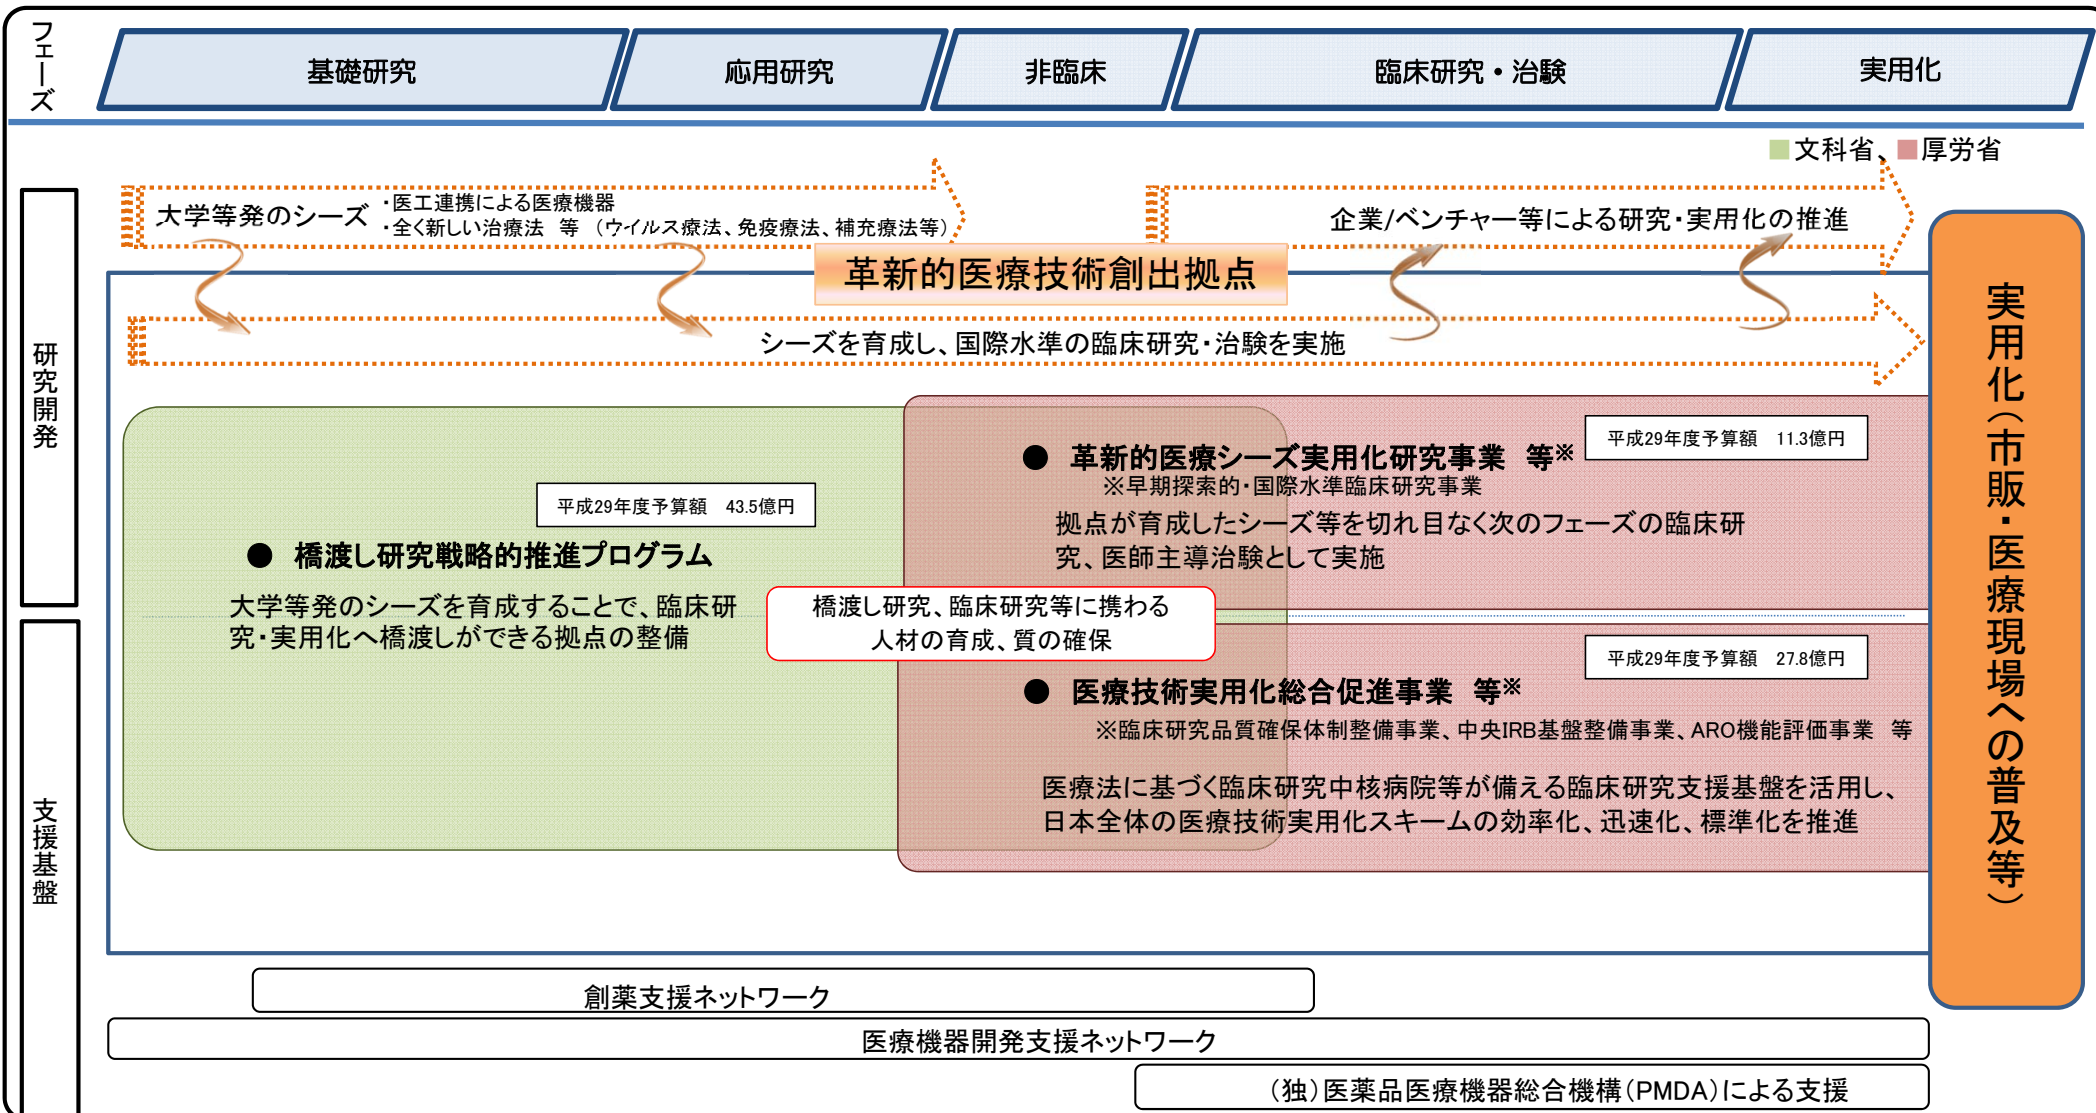 フェーズ
基礎研究
応用研究
非臨床
臨床研究・治験
実用化
■文科省、■厚労省
研究開発
支援基盤
大学等発のシーズ
・医工連携による医療機器
・全く新しい治療法　等　（ウイルス療法、免疫療法、補充療法等）
企業/ベンチャー等による研究・実用化の推進
革新的医療技術創出拠点
シーズを育成し、国際水準の臨床研究・治験を実施
平成29年度予算額　43.5億円
● 橋渡し研究戦略的推進プログラム
大学等発のシーズを育成することで、臨床研
究・実用化へ橋渡しができる拠点の整備
平成29年度予算額　11.3億円
● 革新的医療シーズ実用化研究事業　等※
※早期探索的・国際水準臨床研究事業
拠点が育成したシーズ等を切れ目なく次のフェーズの臨床研
究、医師主導治験として実施
橋渡し研究、臨床研究等に携わる
人材の育成、質の確保
平成29年度予算額　27.8億円
● 医療技術実用化総合促進事業　等※
※臨床研究品質確保体制整備事業、中央IRB基盤整備事業、ARO機能評価事業　等
医療法に基づく臨床研究中核病院等が備える臨床研究支援基盤を活用し、
日本全体の医療技術実用化スキームの効率化、迅速化、標準化を推進
実用化（市販・医療現場への普及等）
創薬支援ネットワーク
医療機器開発支援ネットワーク
（独）医薬品医療機器総合機構（PMDA）による支援